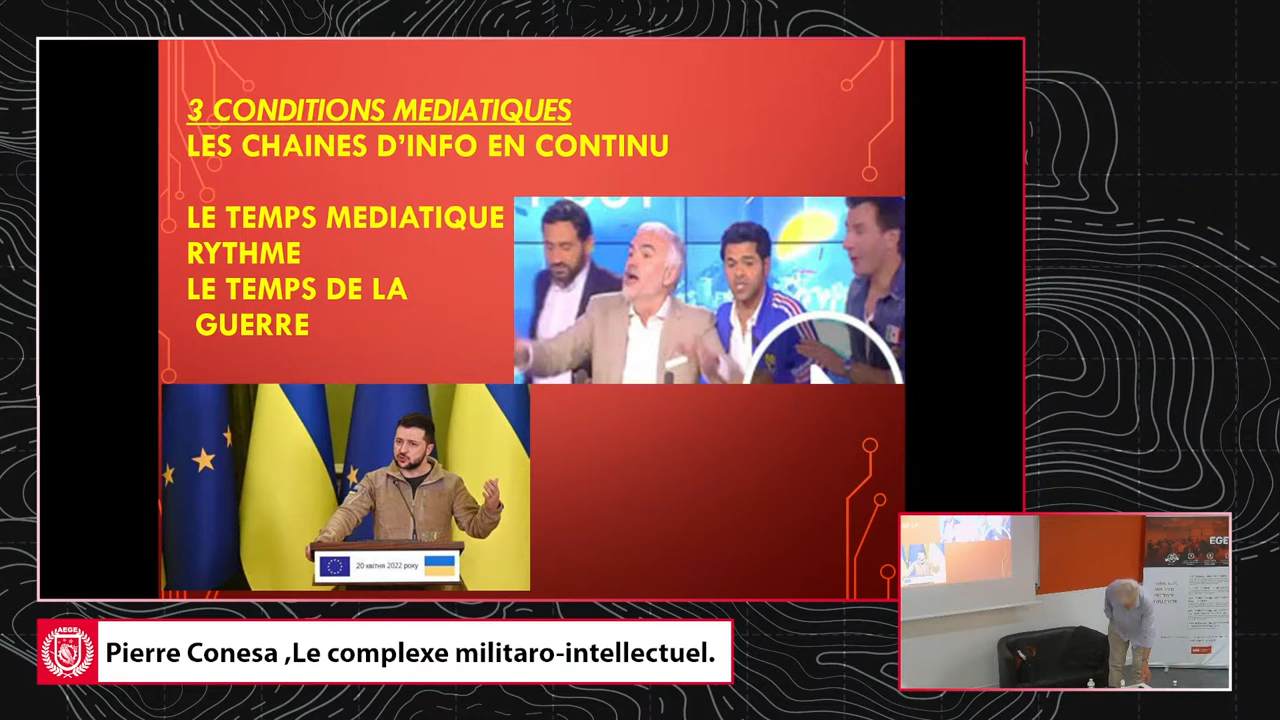 3 CONDITIONS MEDIATIQUES
LES CHAINES D'INFO EN CONTINU
LE TEMPS MEDIATIQUE
RYTHME
LE TEMPS DE LA
GUERRE
20 квітня 2022 року
EGE
AEGE
Pierre Conesa ,Le complexe militaro-intellectuel.